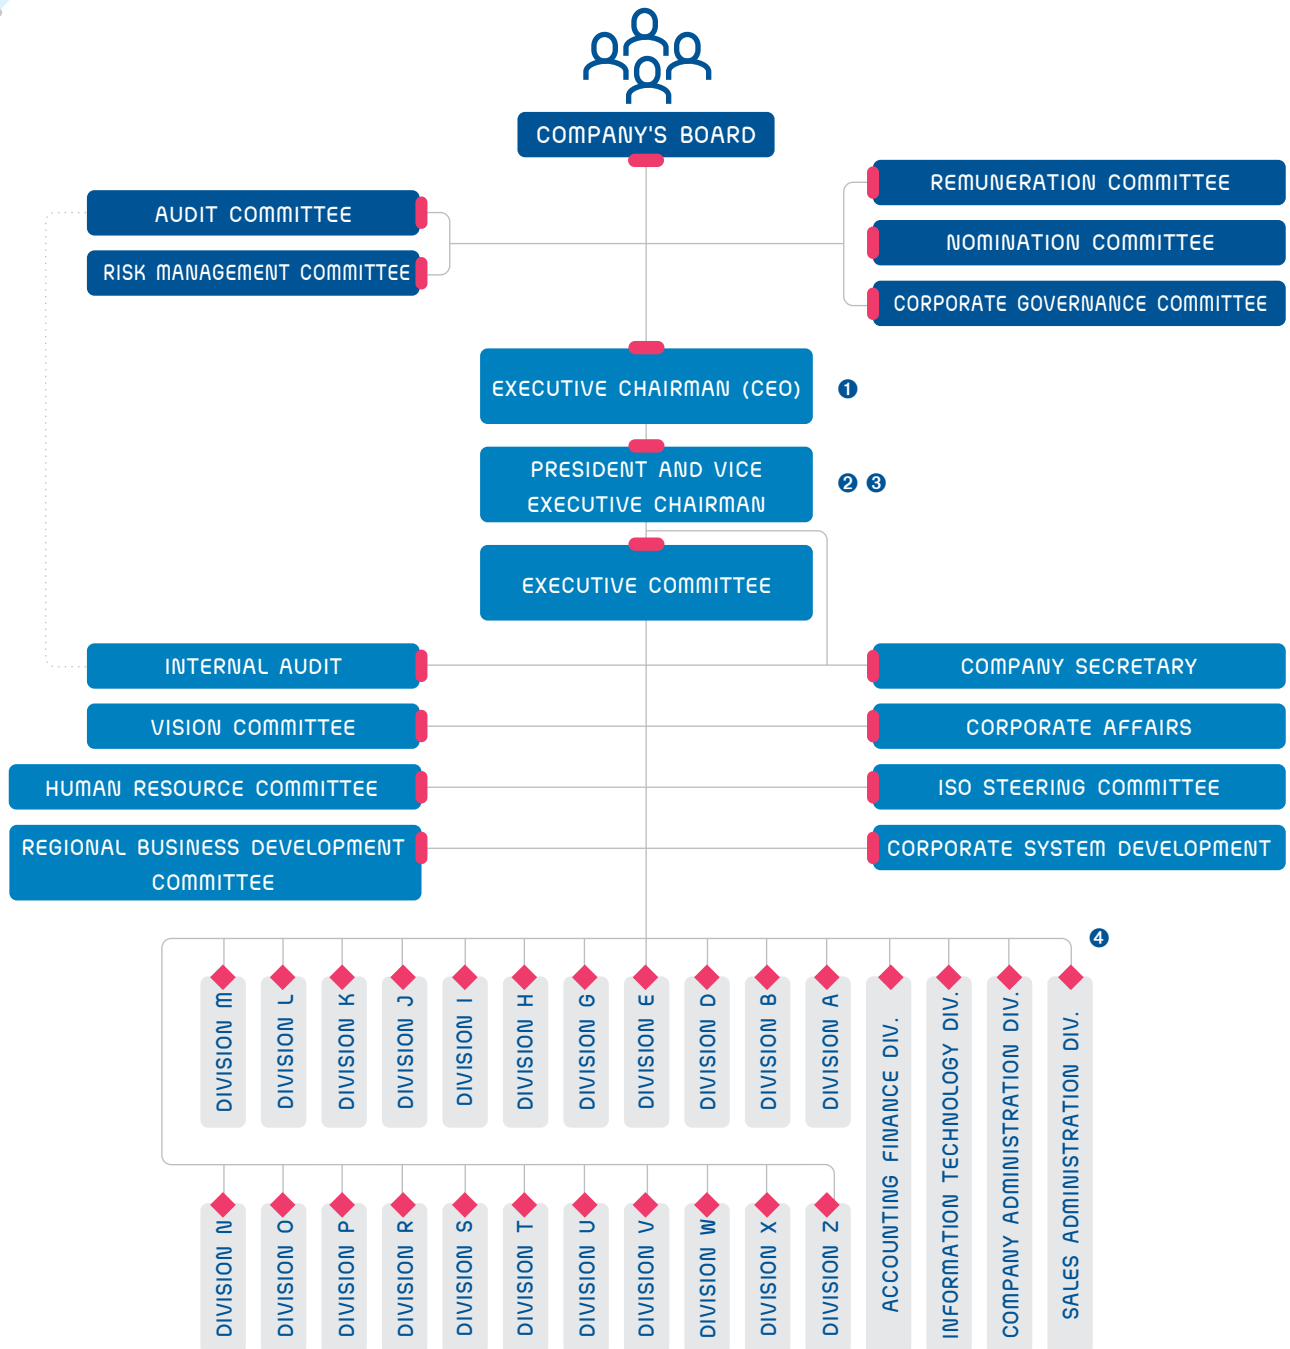 COMPANY'S BOARD
AUDIT COMMITTEE
RISK MANAGEMENT COMMITTEE
REMUNERATION COMMITTEE
NOMINATION COMMITTEE
CORPORATE GOVERNANCE COMMITTEE
EXECUTIVE CHAIRMAN (CEO)
1
PRESIDENT AND VICE
EXECUTIVE CHAIRMAN
2 3
EXECUTIVE COMMITTEE
INTERNAL AUDIT
COMPANY SECRETARY
VISION COMMITTEE
CORPORATE AFFAIRS
HUMAN RESOURCE COMMITTEE
ISO STEERING COMMITTEE
REGIONAL BUSINESS DEVELOPMENT
COMMITTEE
CORPORATE SYSTEM DEVELOPMENT
4
DIVISION M
DIVISION L
DIVISION K
DIVISION J
DIVISION I
DIVISION H
DIVISION G
DIVISION E
DIVISION D
DIVISION B
DIVISION A
ACCOUNTING FINANCE DIV.
INFORMATION TECHNOLOGY DIV.
COMPANY ADMINISTRATION DIV.
SALES ADMINISTRATION DIV.
DIVISION N
DIVISION O
DIVISION P
DIVISION R
DIVISION S
DIVISION T
DIVISION U
DIVISION V
DIVISION W
DIVISION X
DIVISION Z